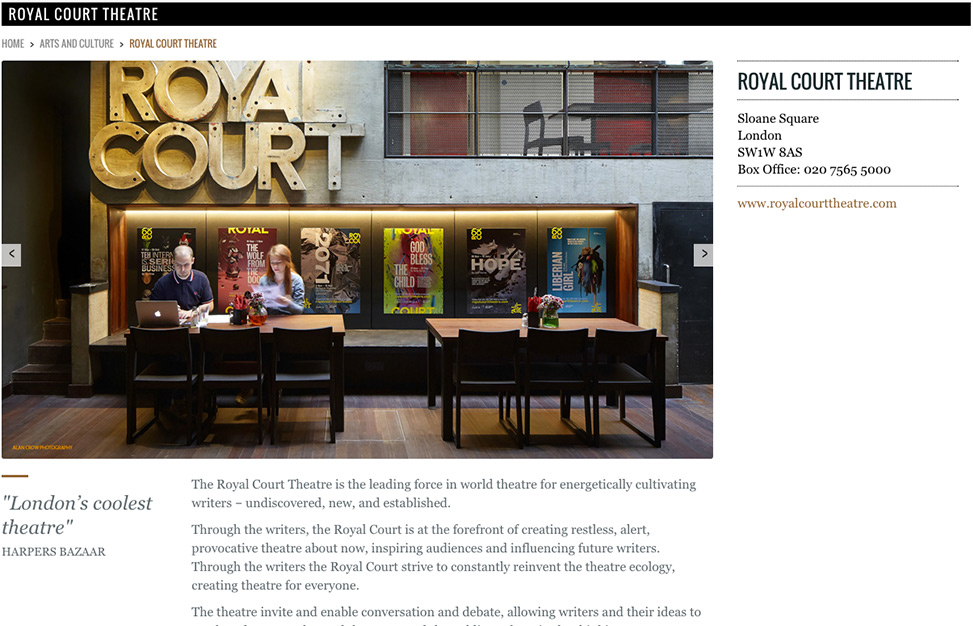 ROYAL COURT THEATRE
HOME > ARTS AND CULTURE > ROYAL COURT THEATRE
ROYAL
COURT
ROYAL
THE
WOLF
FROM
THE
DOOR
2071
GOD
BLESS
THE
CHILD
HOPE
LIBERIAN
GIRL
COURT
< >
ALAN CROW PHOTOGRAPHY
ROYAL COURT THEATRE
Sloane Square
London
SW1W 8AS
Box Office: 020 7565 5000
www.royalcourttheatre.com
"London’s coolest
theatre"
HARPERS BAZAAR
The Royal Court Theatre is the leading force in world theatre for energetically cultivating
writers – undiscovered, new, and established.
Through the writers, the Royal Court is at the forefront of creating restless, alert,
provocative theatre about now, inspiring audiences and influencing future writers.
Through the writers the Royal Court strive to constantly reinvent the theatre ecology,
creating theatre for everyone.
The theatre invite and enable conversation and debate, allowing writers and their ideas to